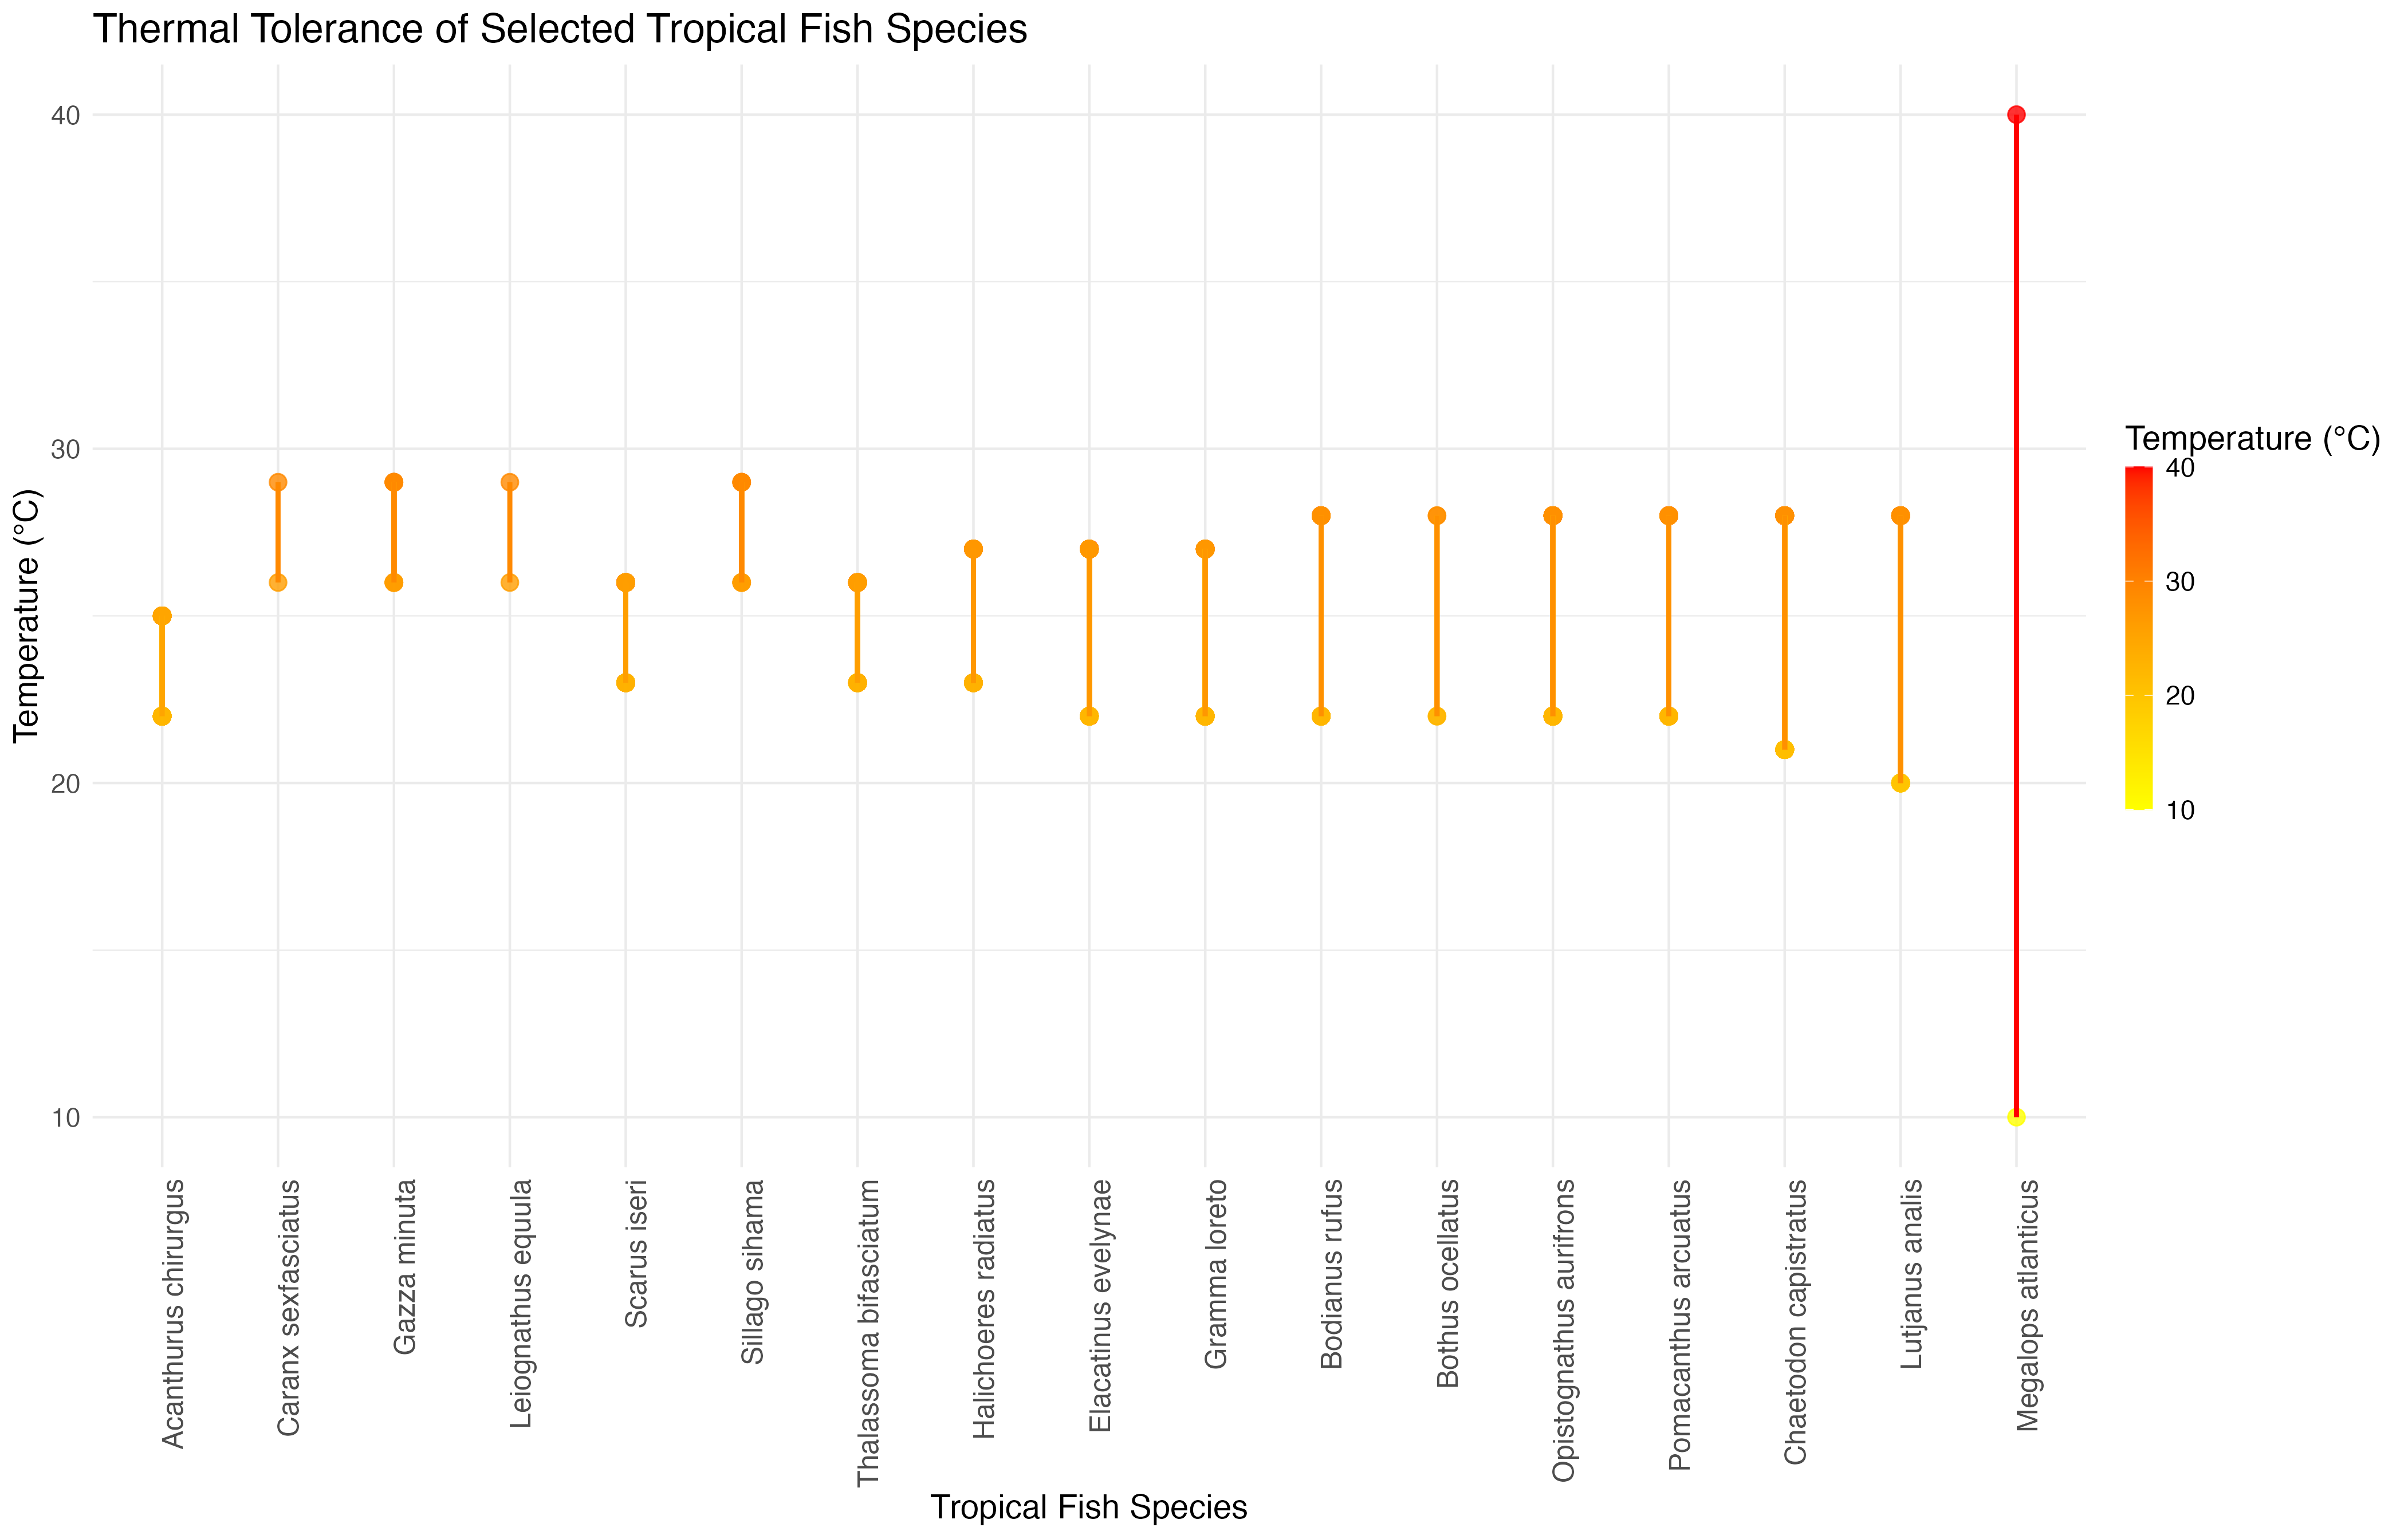 Thermal Tolerance of Selected Tropical Fish Species
Temperature (°C)
40
30
20
10
Acanthurus chirurgus
Caranx sexfasciatus
Gazza minuta
Leiognathus equula
Scarus iseri
Sillago sihama
Thalassoma bifasciatum
Halichoeres radiatus
Elacatinus evelynae
Gramma loreto
Bodianus rufus
Bothus ocellatus
Opistognathus aurifrons
Pomacanthus arcuatus
Chaetodon capistratus
Lutjanus analis
Megalops atlanticus
Tropical Fish Species
Temperature (°C)
40
30
20
10